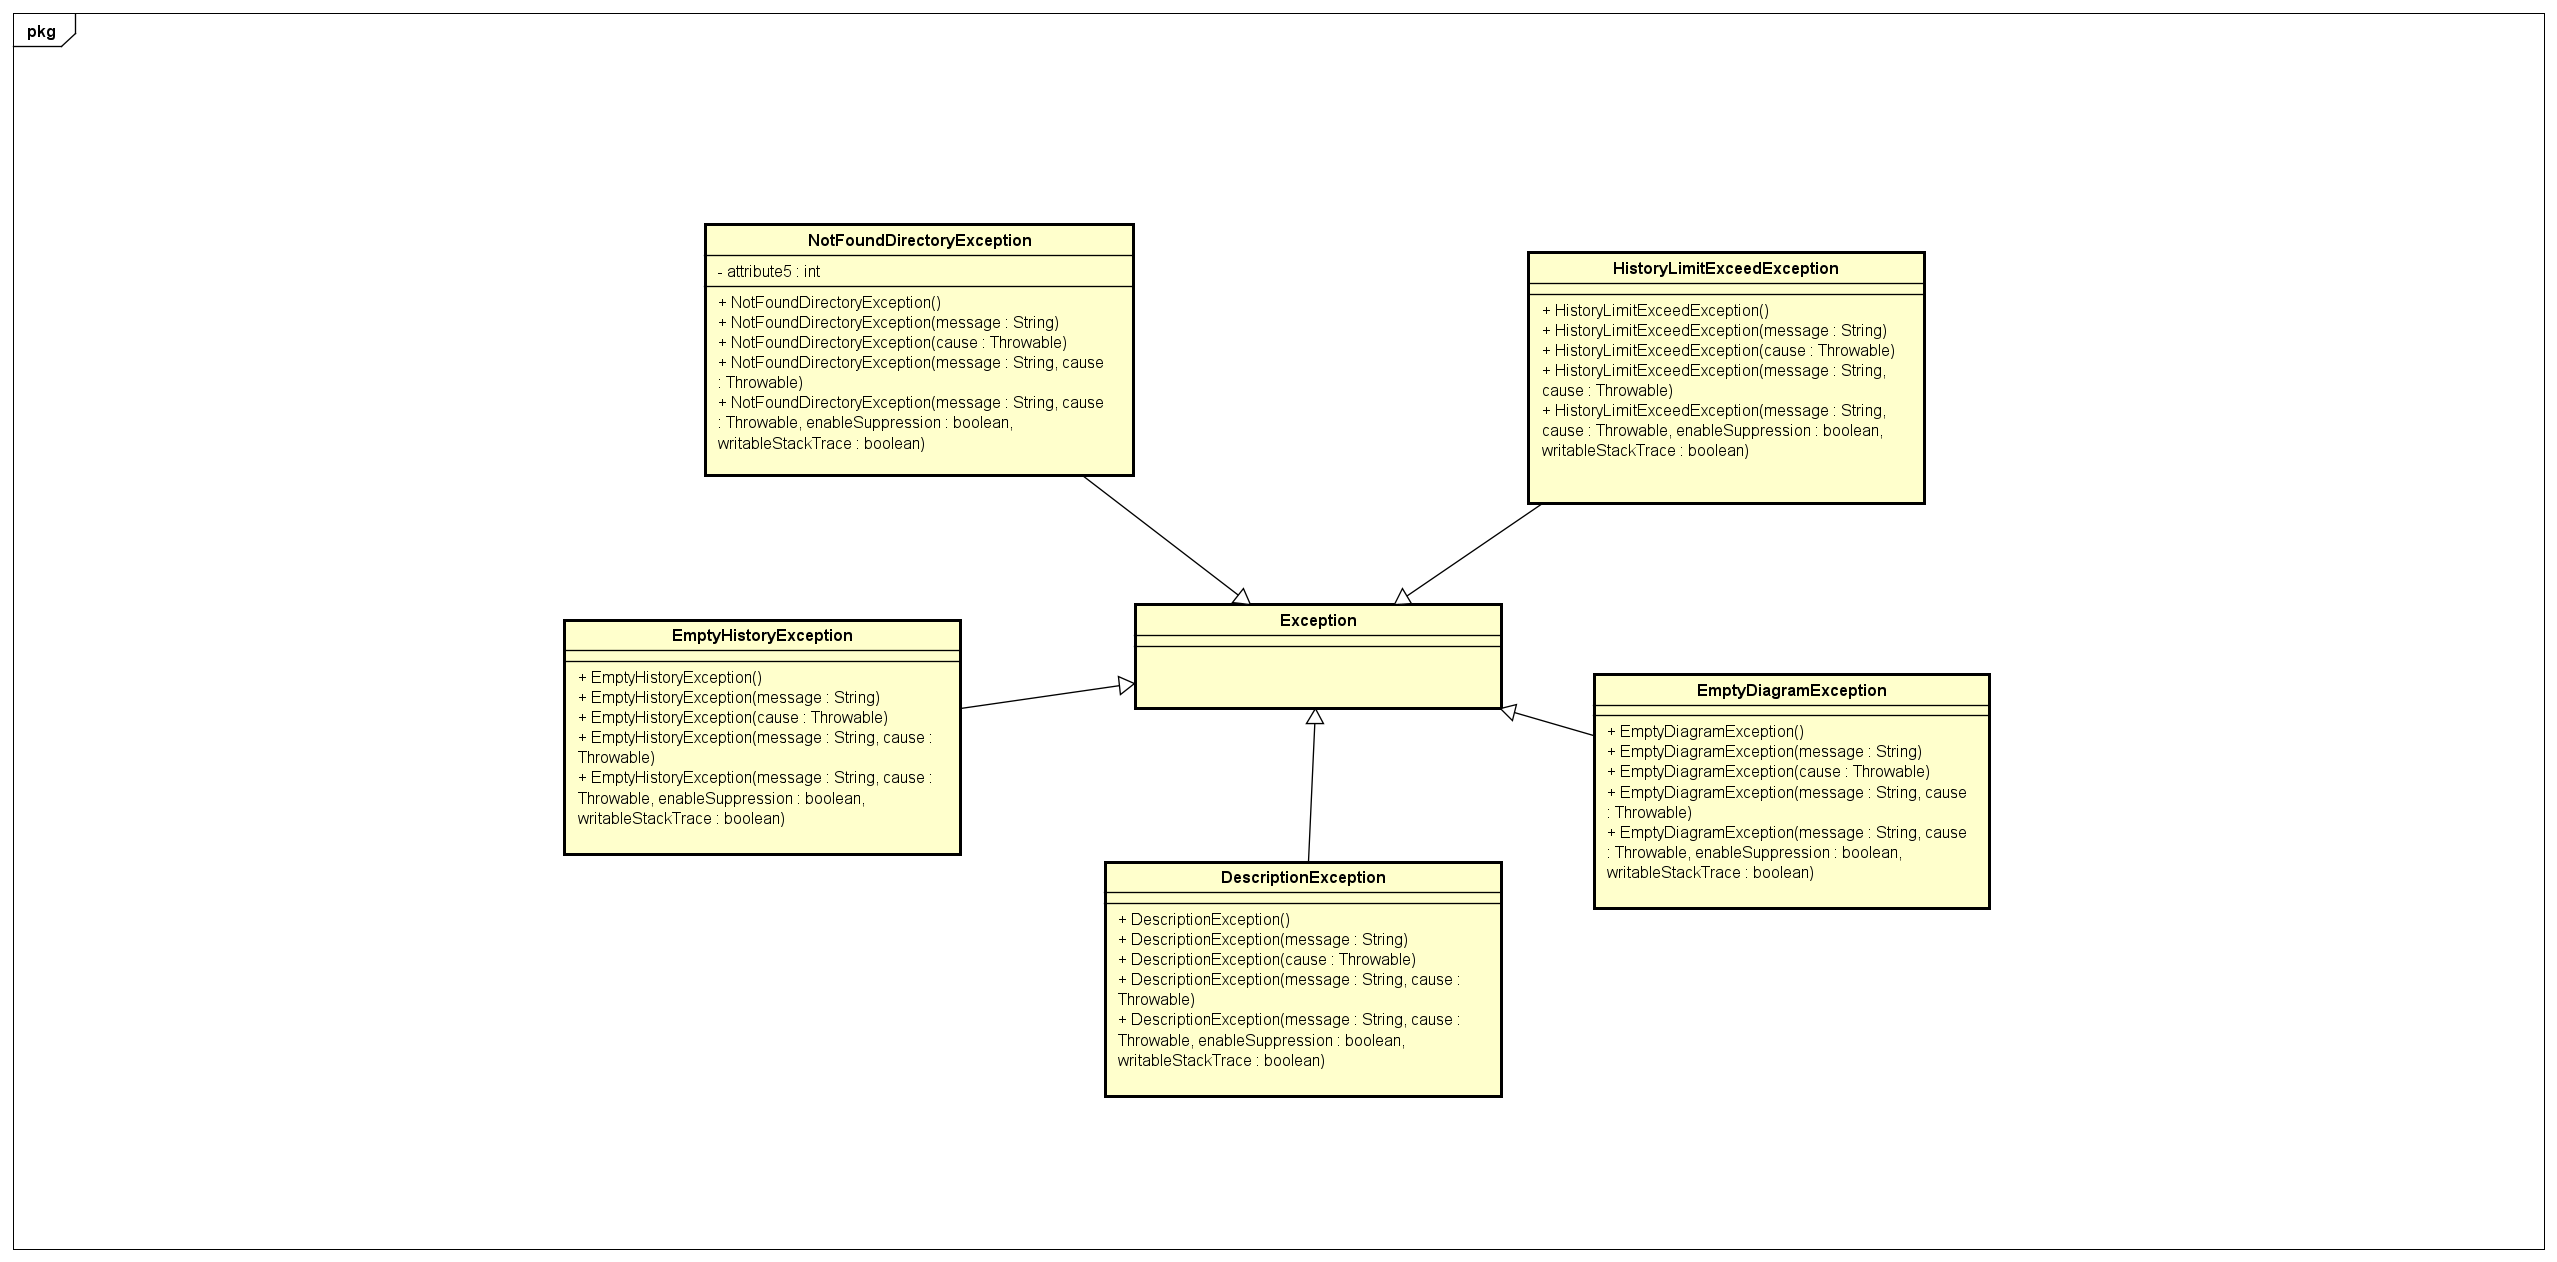 pkg
NotFoundDirectoryException
- attribute5 : int
+ NotFoundDirectoryException()
+ NotFoundDirectoryException(message : String)
+ NotFoundDirectoryException(cause : Throwable)
+ NotFoundDirectoryException(message : String, cause
: Throwable)
+ NotFoundDirectoryException(message : String, cause
: Throwable, enableSuppression : boolean,
writableStackTrace : boolean)
HistoryLimitExceedException
+ HistoryLimitExceedException()
+ HistoryLimitExceedException(message : String)
+ HistoryLimitExceedException(cause : Throwable)
+ HistoryLimitExceedException(message : String,
cause : Throwable)
+ HistoryLimitExceedException(message : String,
cause : Throwable, enableSuppression : boolean,
writableStackTrace : boolean)
Exception
EmptyHistoryException
+ EmptyHistoryException()
+ EmptyHistoryException(message : String)
+ EmptyHistoryException(cause : Throwable)
+ EmptyHistoryException(message : String, cause :
Throwable)
+ EmptyHistoryException(message : String, cause :
Throwable, enableSuppression : boolean,
writableStackTrace : boolean)
EmptyDiagramException
+ EmptyDiagramException()
+ EmptyDiagramException(message : String)
+ EmptyDiagramException(cause : Throwable)
+ EmptyDiagramException(message : String, cause
: Throwable)
+ EmptyDiagramException(message : String, cause
: Throwable, enableSuppression : boolean,
writableStackTrace : boolean)
DescriptionException
+ DescriptionException()
+ DescriptionException(message : String)
+ DescriptionException(cause : Throwable)
+ DescriptionException(message : String, cause :
Throwable)
+ DescriptionException(message : String, cause :
Throwable, enableSuppression : boolean,
writableStackTrace : boolean)